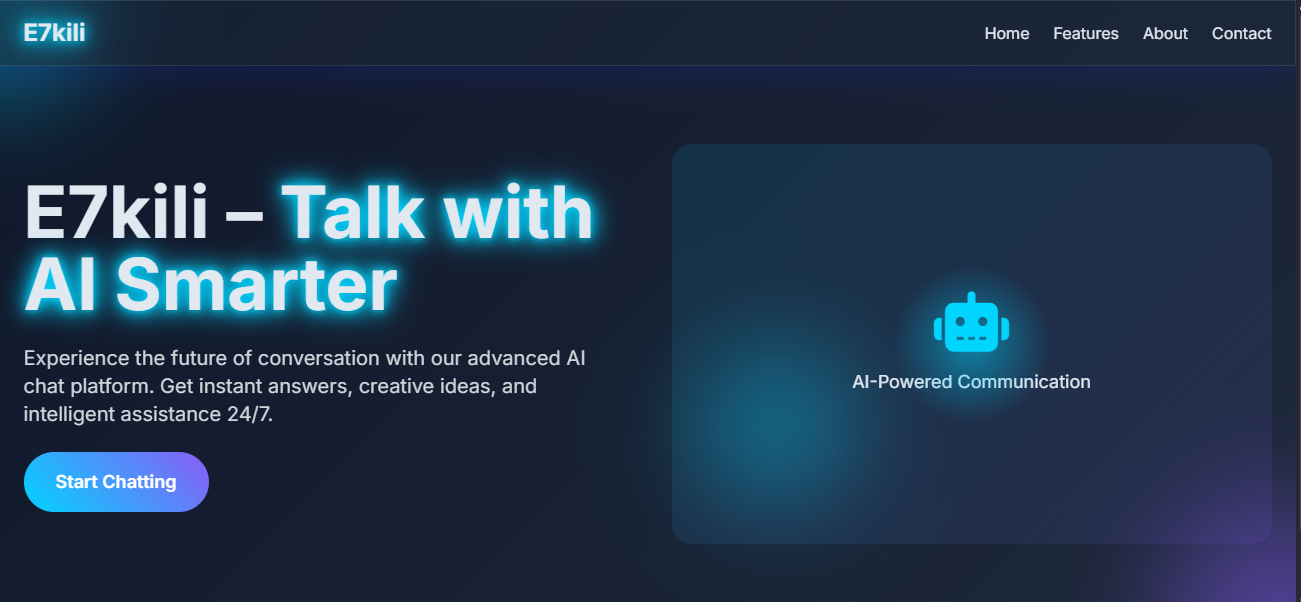 E7kili
Home Features About Contact
E7kili – Talk with
AI Smarter
Experience the future of conversation with our advanced AI
chat platform. Get instant answers, creative ideas, and
intelligent assistance 24/7.
Start Chatting
AI-Powered Communication